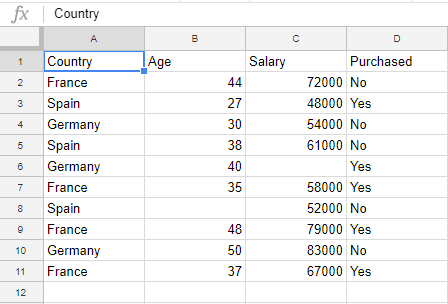 fx Country
A B C D
1 Country Age Salary Purchased
2 France 44 72000 No
3 Spain 27 48000 Yes
4 Germany 30 54000 No
5 Spain 38 61000 No
6 Germany 40 Yes
7 France 35 58000 Yes
8 Spain 52000 No
9 France 48 79000 Yes
10 Germany 50 83000 No
11 France 37 67000 Yes
12